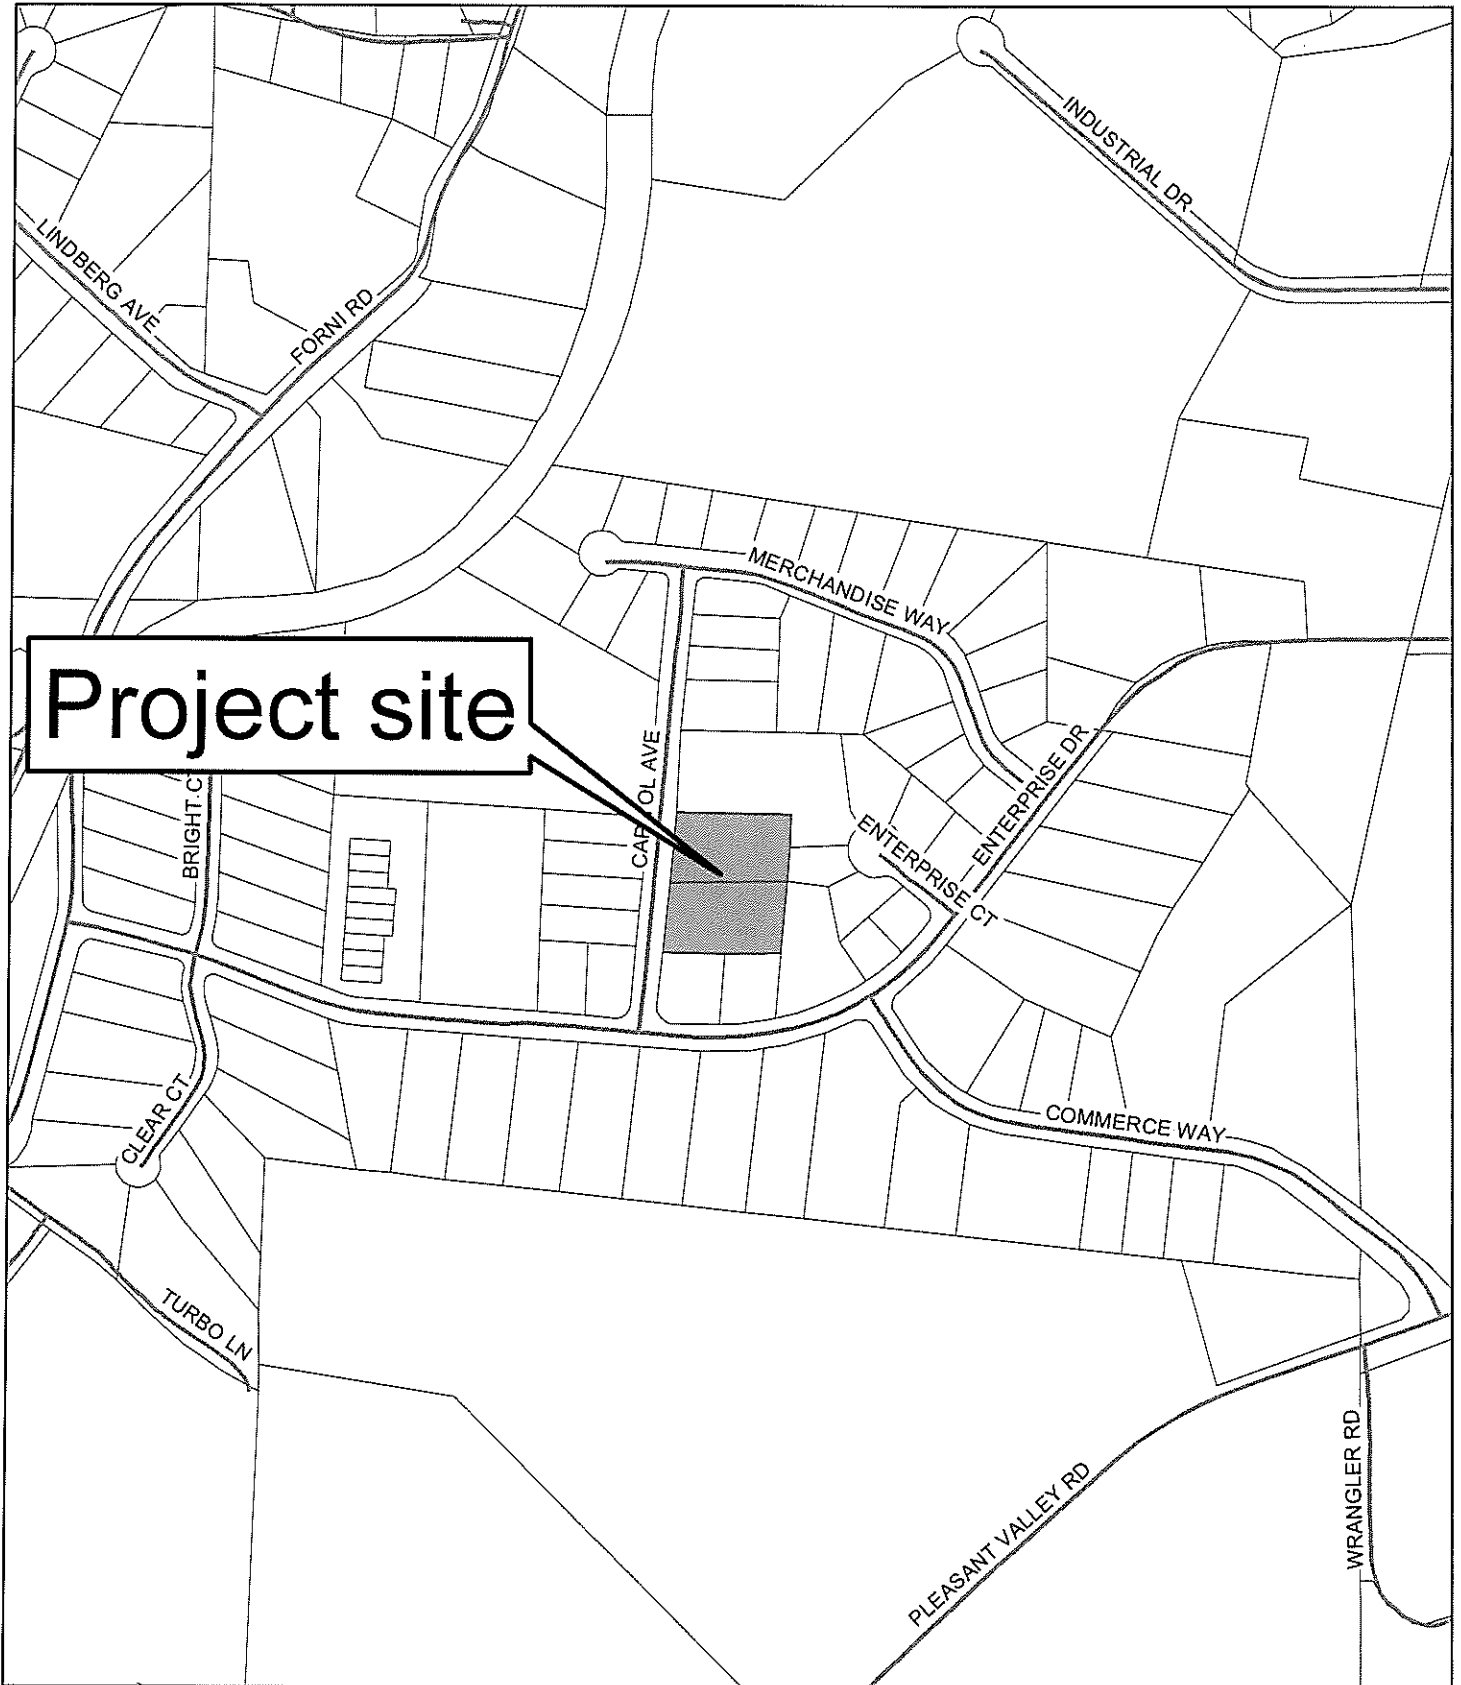 INDUSTRIAL DR
LINDBERG AVE
FORNI RD
MERCHANDISE WAY
Project site
ENTERPRISE DR
BRIGHT CT
ENTERPRISE CT
CLEAR CT
COMMERCE WAY
TURBO LN
WRANGLER RD
PLEASANT VALLEY RD